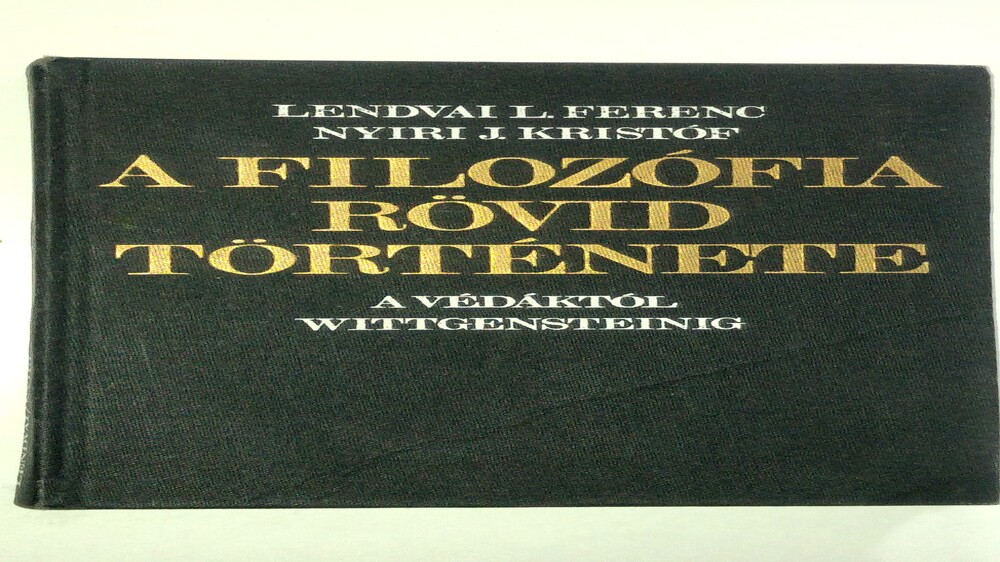 LENDVAI L. FERENC
NYIRI J. KRISTÓF
A FILOZÓFIA
RÖVID
TÖRTÉNETE
A VÉDÁKTÓL
WITTGENSTEINIG